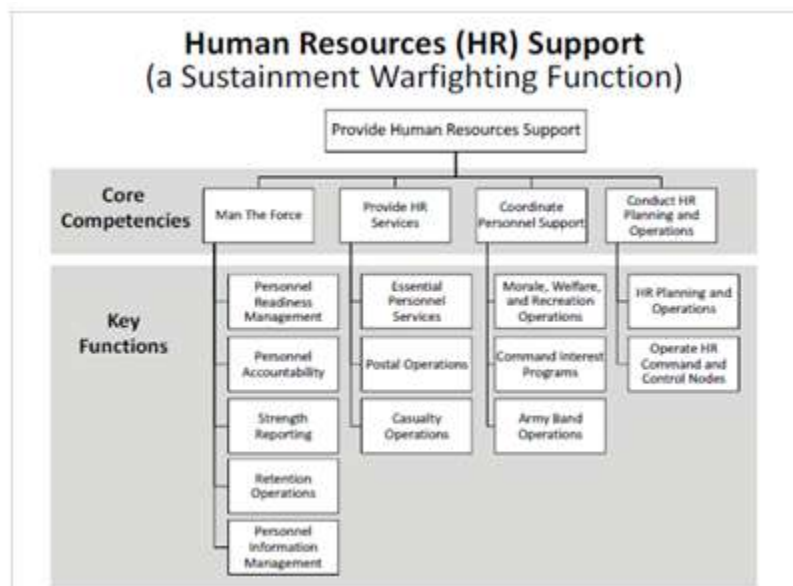 Human Resources (HR) Support
(a Sustainment Warfighting Function)
Provide Human Resources Support
Core
Competencies
Man The Force
Provide HR
Services
Coordinate
Personnel Support
Conduct HR
Planning and
Operations
Key
Functions
Personnel
Readiness
Management
Personnel
Accountability
Strength
Reporting
Retention
Operations
Personnel
Information
Management
Essential
Personnel
Services
Postal Operations
Casualty
Operations
Morale, Welfare,
and Recreation
Operations
Command Interest
Programs
Army Band
Operations
HR Planning and
Operations
Operate HR
Command and
Control Nodes